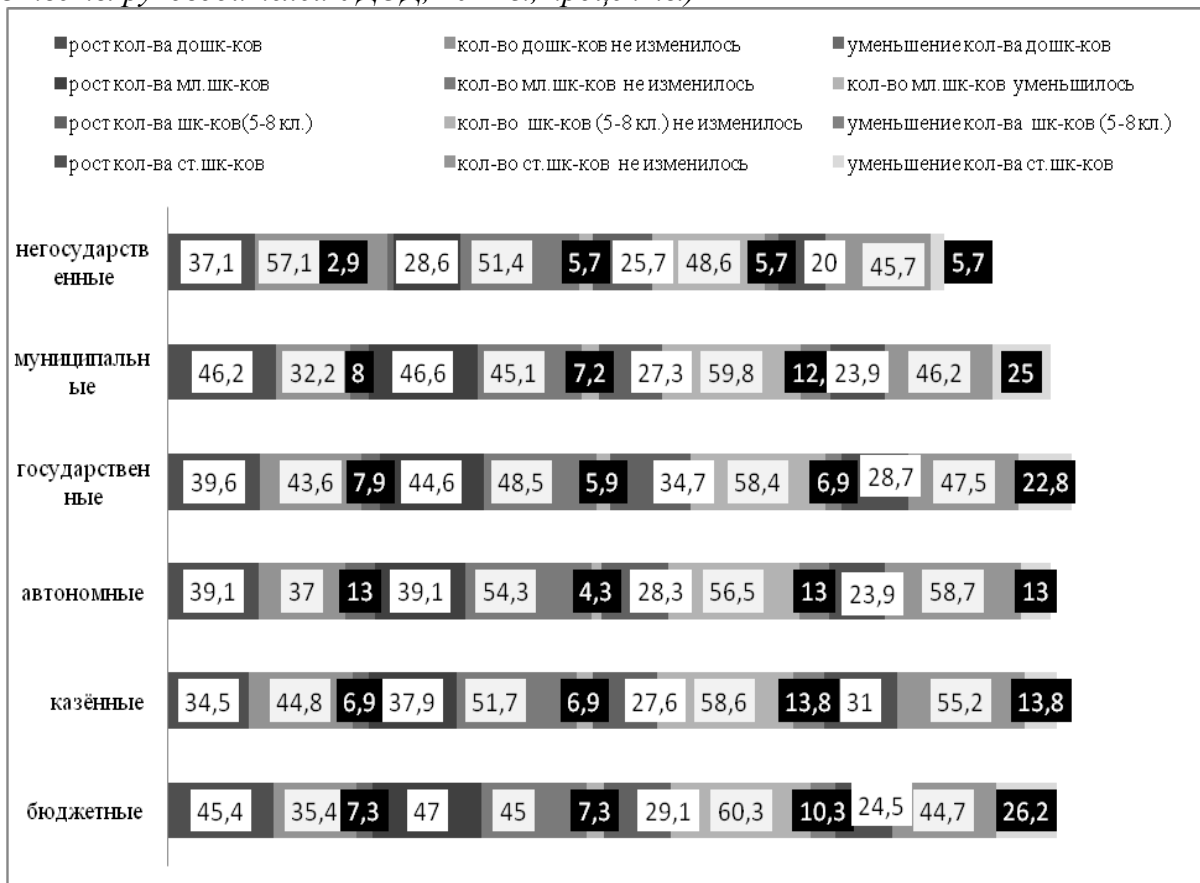 рост кол-ва дошк-ков кол-во дошк-ков не изменилось уменьшение кол-ва дошк-ков
рост кол-ва мл. шк-ков кол-во мл. шк-ков не изменилось кол-во мл. шк-ков уменьшилось
рост кол-ва шк-ков(5-8 кл.) кол-во шк-ков (5-8 кл.) не изменилось уменьшение кол-ва шк-ков (5-8 кл.)
рост кол-ва ст. шк-ков кол-во ст. шк-ков не изменилось уменьшение кол-ва ст. шк-ков
негосударств
енные
37,1 57,1 2,9 28,6 51,4 5,7 25,7 48,6 5,7 20 45,7 5,7
муниципальн
ые
46,2 32,2 8 46,6 45,1 7,2 27,3 59,8 12, 23,9 46,2 25
государствен
ные
39,6 43,6 7,9 44,6 48,5 5,9 34,7 58,4 6,9 28,7 47,5 22,8
автономные
39,1 37 13 39,1 54,3 4,3 28,3 56,5 13 23,9 58,7 13
казённые
34,5 44,8 6,9 37,9 51,7 6,9 27,6 58,6 13,8 31 55,2 13,8
бюджетные
45,4 35,4 7,3 47 45 7,3 29,1 60,3 10,3 24,5 44,7 26,2